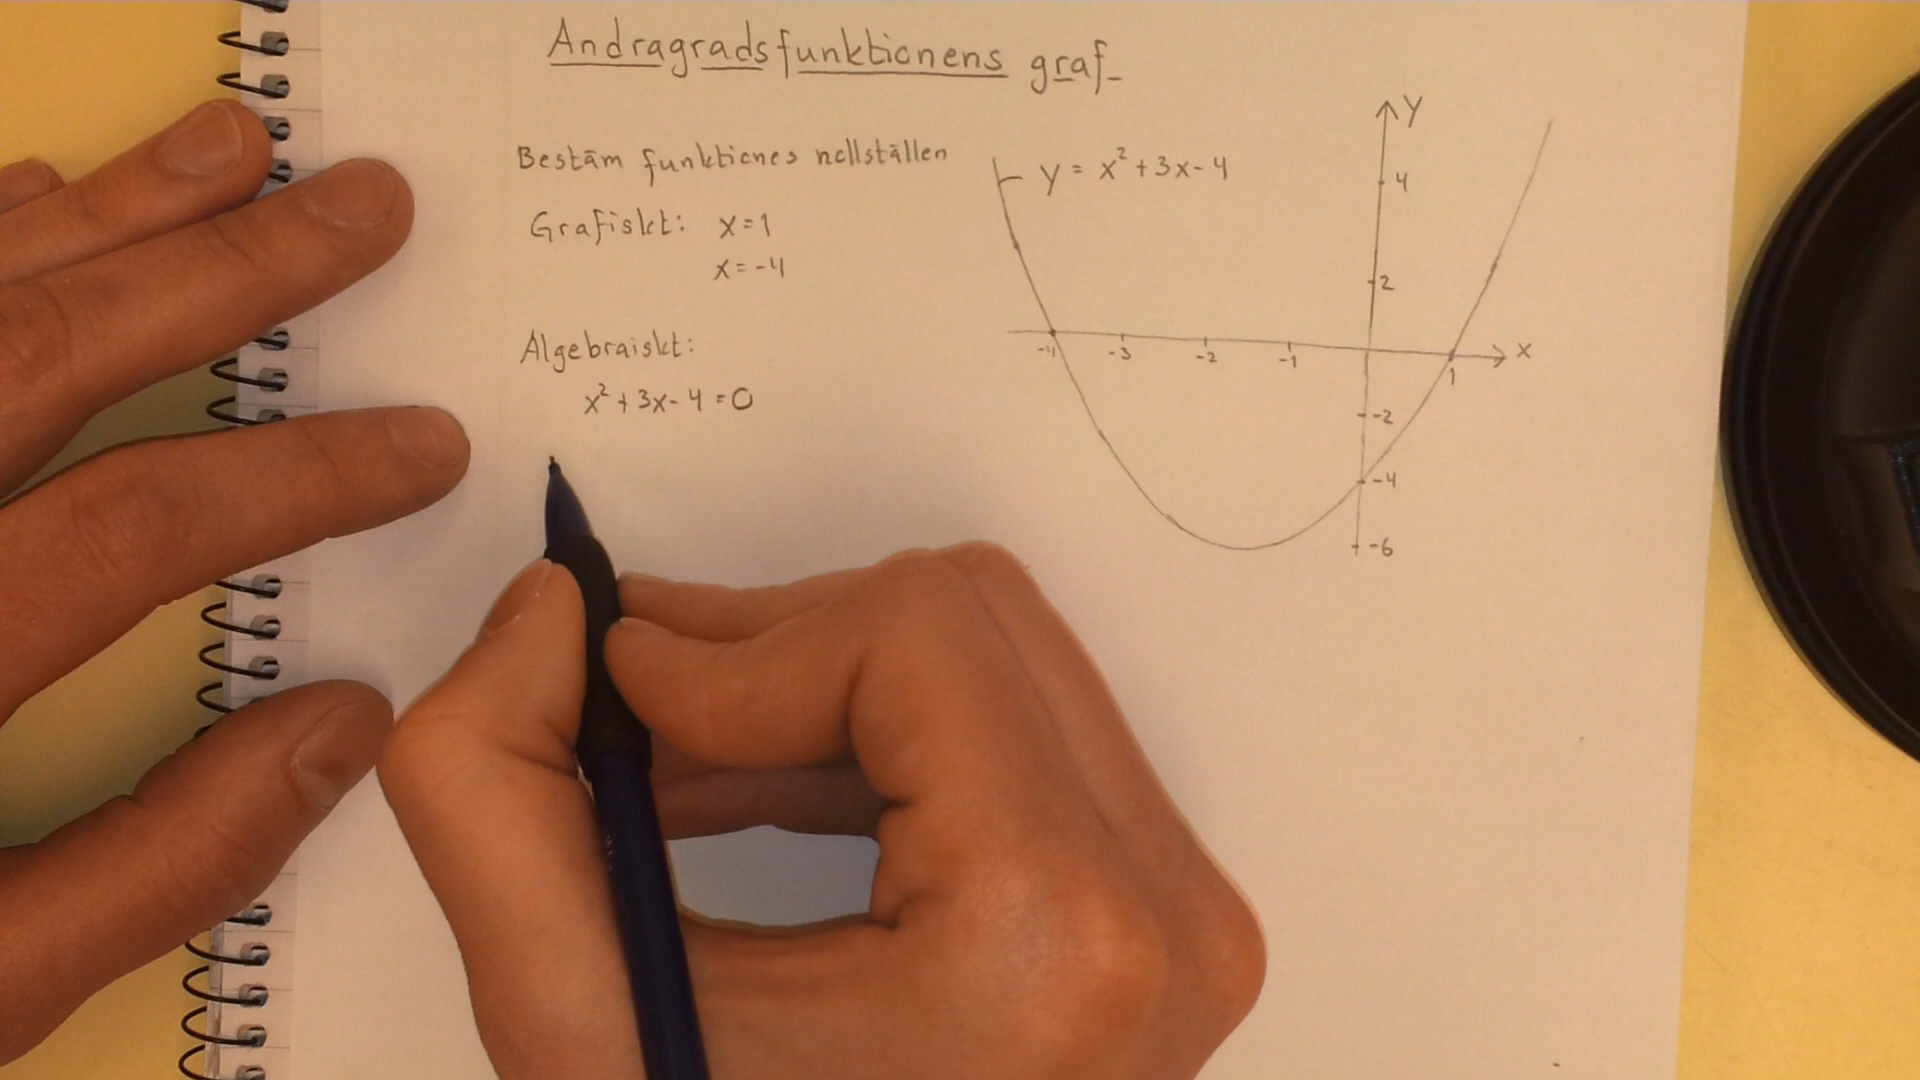 Andragradsfunktionens graf
Bestäm funktiones nollställen
Grafiskt: x=1
x=-4
Algebraiskt:
x²+3x-4=0
y = x²+3x-4
y
4
2
-4 -3 -2 -1 1 x
-2
-4
-6